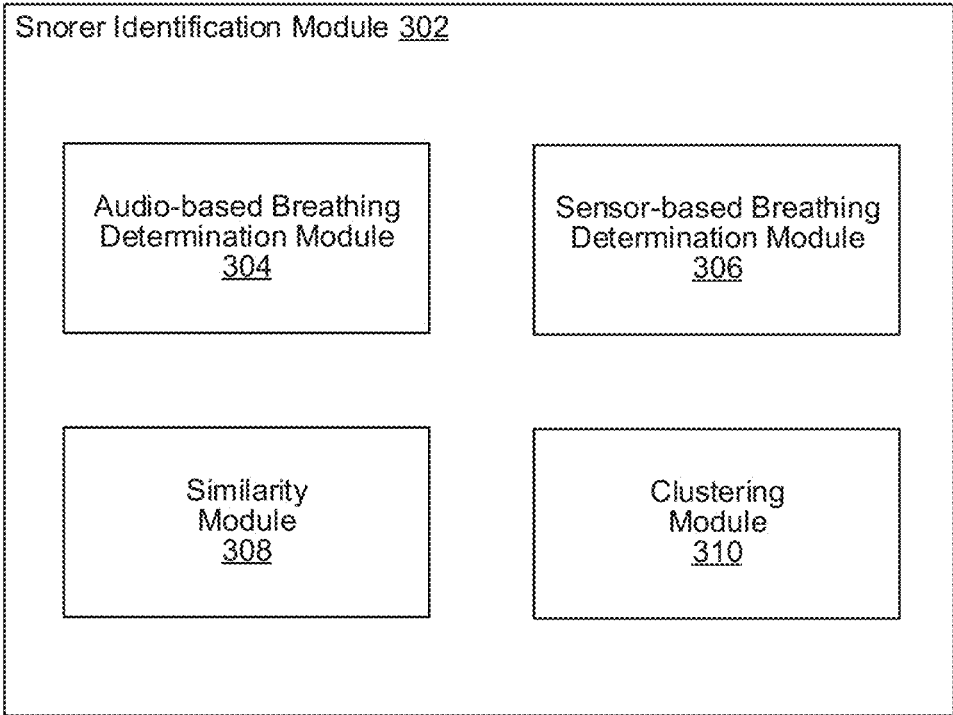 Snorer Identification Module 302
Audio-based Breathing
Determination Module
304
Sensor-based Breathing
Determination Module
306
Similarity
Module
308
Clustering
Module
310